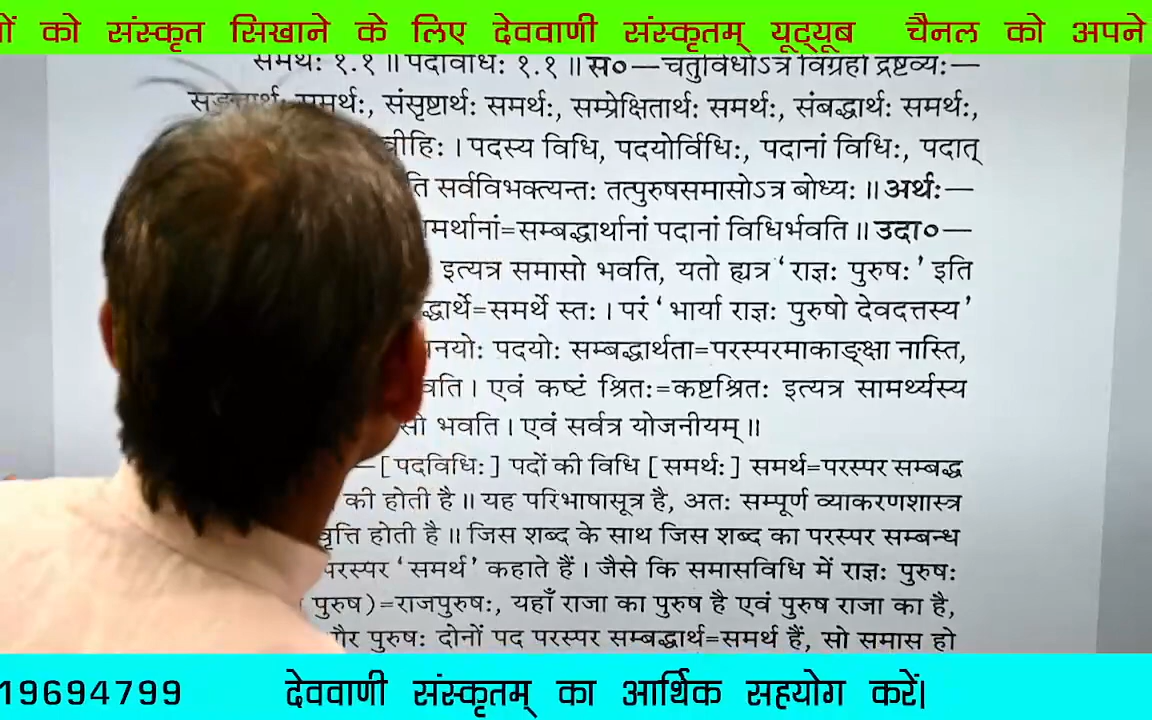 को संस्कृत सिखाने के लिए देववाणी संस्कृतम् यूट्यूब चैनल को अपने
समर्थः १.१ ॥ पदविधिः १.१ ॥ स०—चतुर्विधोऽत्र विग्रहो द्रष्टव्यः—
समर्थः, संसृष्टार्थः समर्थः, सम्प्रेक्षितार्थः समर्थः, संबद्धार्थः समर्थः,
व्रीहिः । पदस्य विधि, पदयोर्विधिः, पदानां विधिः, पदात्
सर्वविभक्त्यन्तः तत्पुरुषसमासोऽत्र बोध्यः ॥ अर्थः—
मर्थानां=सम्बद्धार्थानां पदानां विधिर्भवति ॥ उदा०—
इत्यत्र समासो भवति, यतो ह्यत्र ‘राज्ञः पुरुषः’ इति
द्धार्थे=समर्थे स्तः । परं ‘भार्या राज्ञः पुरुषो देवदत्तस्य’
नयोः पदयोः सम्बद्धार्थता=परस्परमाकाङ्क्षा नास्ति,
वति । एवं कष्टं श्रितः=कष्टश्रितः इत्यत्र सामर्थ्यस्य
सो भवति । एवं सर्वत्र योजनीयम् ॥
—[पदविधिः] पदों की विधि [समर्थः] समर्थ=परस्पर सम्बद्ध
की होती है ॥ यह परिभाषासूत्र है, अतः सम्पूर्ण व्याकरणशास्त्र
वृत्ति होती है ॥ जिस शब्द के साथ जिस शब्द का परस्पर सम्बन्ध
परस्पर ‘समर्थ’ कहाते हैं । जैसे कि समासविधि में राज्ञः पुरुषः
पुरुष)=राजपुरुषः, यहाँ राजा का पुरुष है एवं पुरुष राजा का है,
और पुरुषः दोनों पद परस्पर सम्बद्धार्थ=समर्थ हैं, सो समास हो
19694799 देववाणी संस्कृतम् का आर्थिक सहयोग करें।